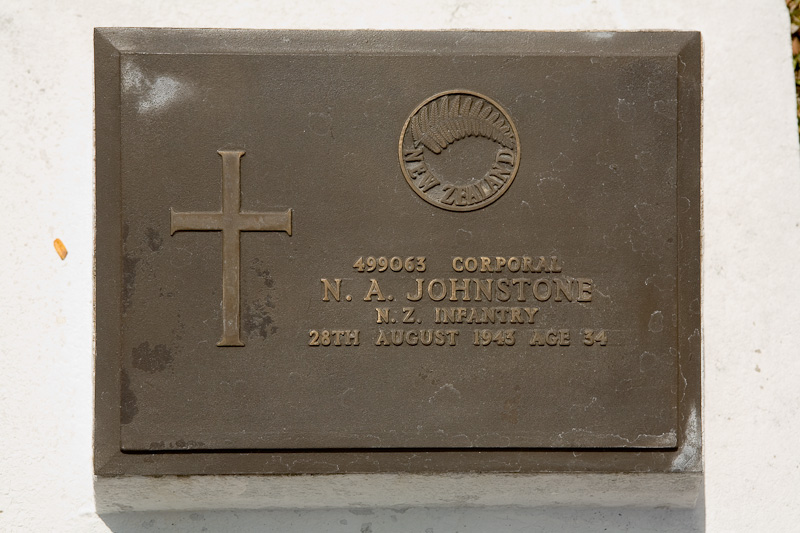 NEW ZEALAND
499063 CORPORAL
N. A. JOHNSTONE
N. Z. INFANTRY
28TH AUGUST 1943 AGE 34